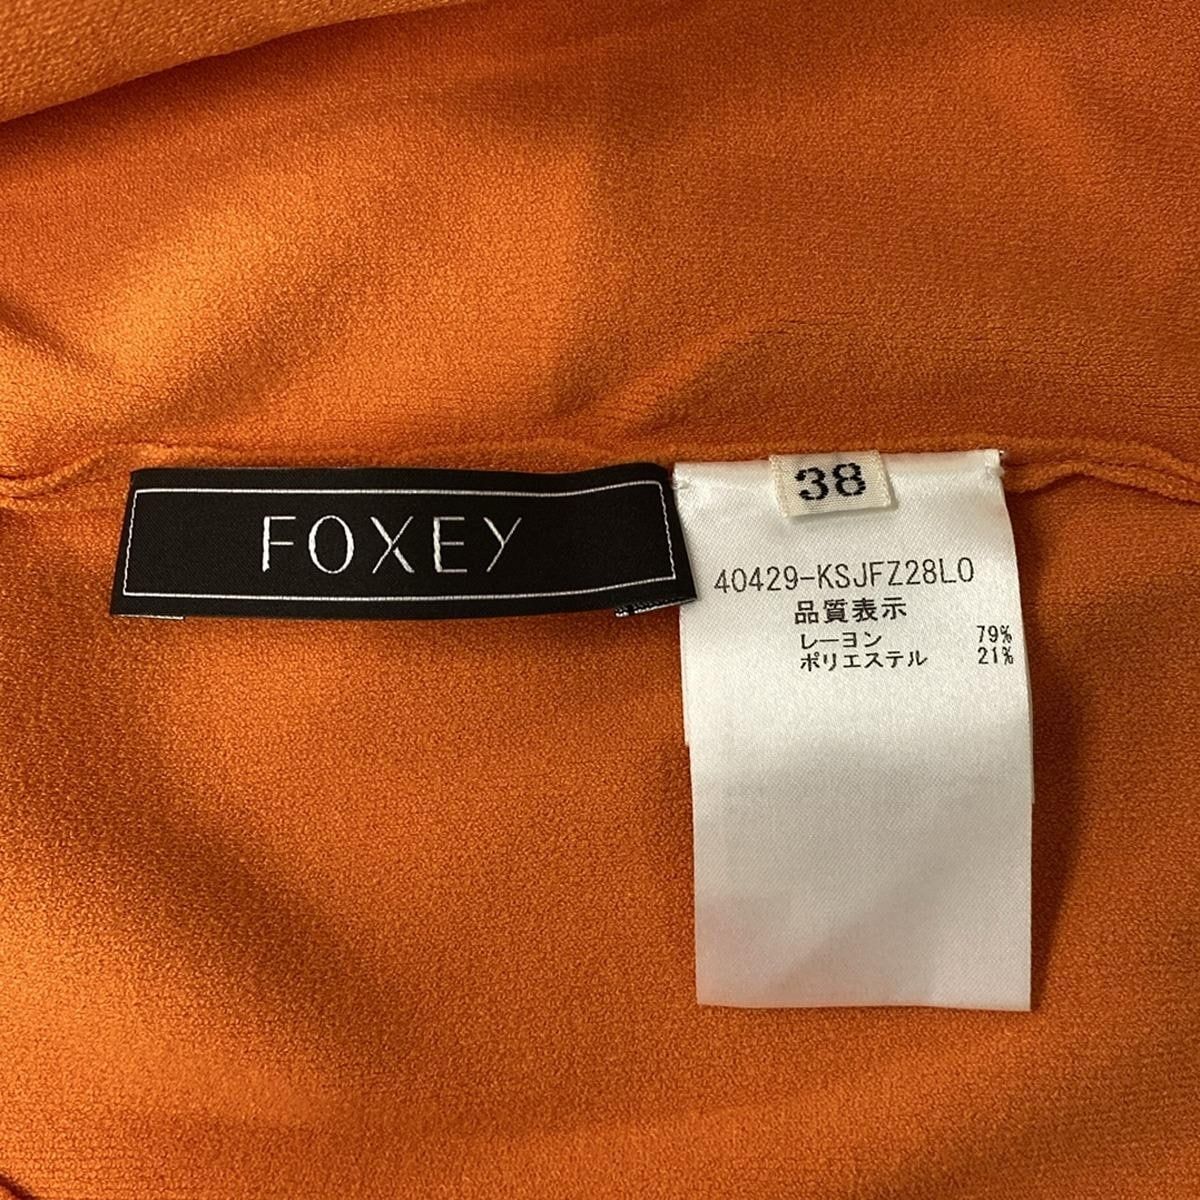 FOXEY
38
40429-KSJFZ28LO
品質表示
レーヨン 79%
ポリエステル 21%